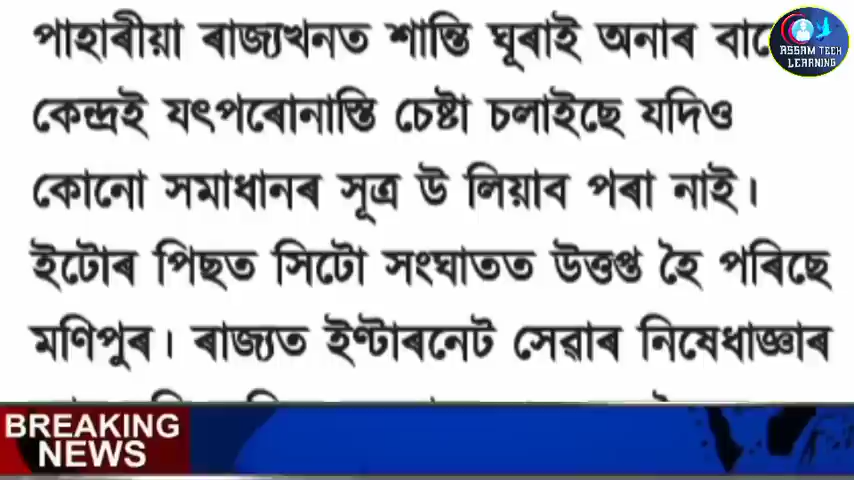 পাহাৰীয়া ৰাজ্যখনত শান্তি ঘূৰাই অনাৰ
কেন্দ্ৰই যৎপৰোনাস্তি চেষ্টা চলাইছে যদিও
কোনো সমাধানৰ সূত্ৰ উ লিয়াব পৰা নাই।
ইটোৰ পিছত সিটো সংঘাতত উত্তপ্ত হৈ পৰিছে
মণিপুৰ। ৰাজ্যত ইণ্টাৰনেট সেৱাৰ নিষেধাজ্ঞাৰ
ASSAM TECH
LEARNING
BREAKING
NEWS